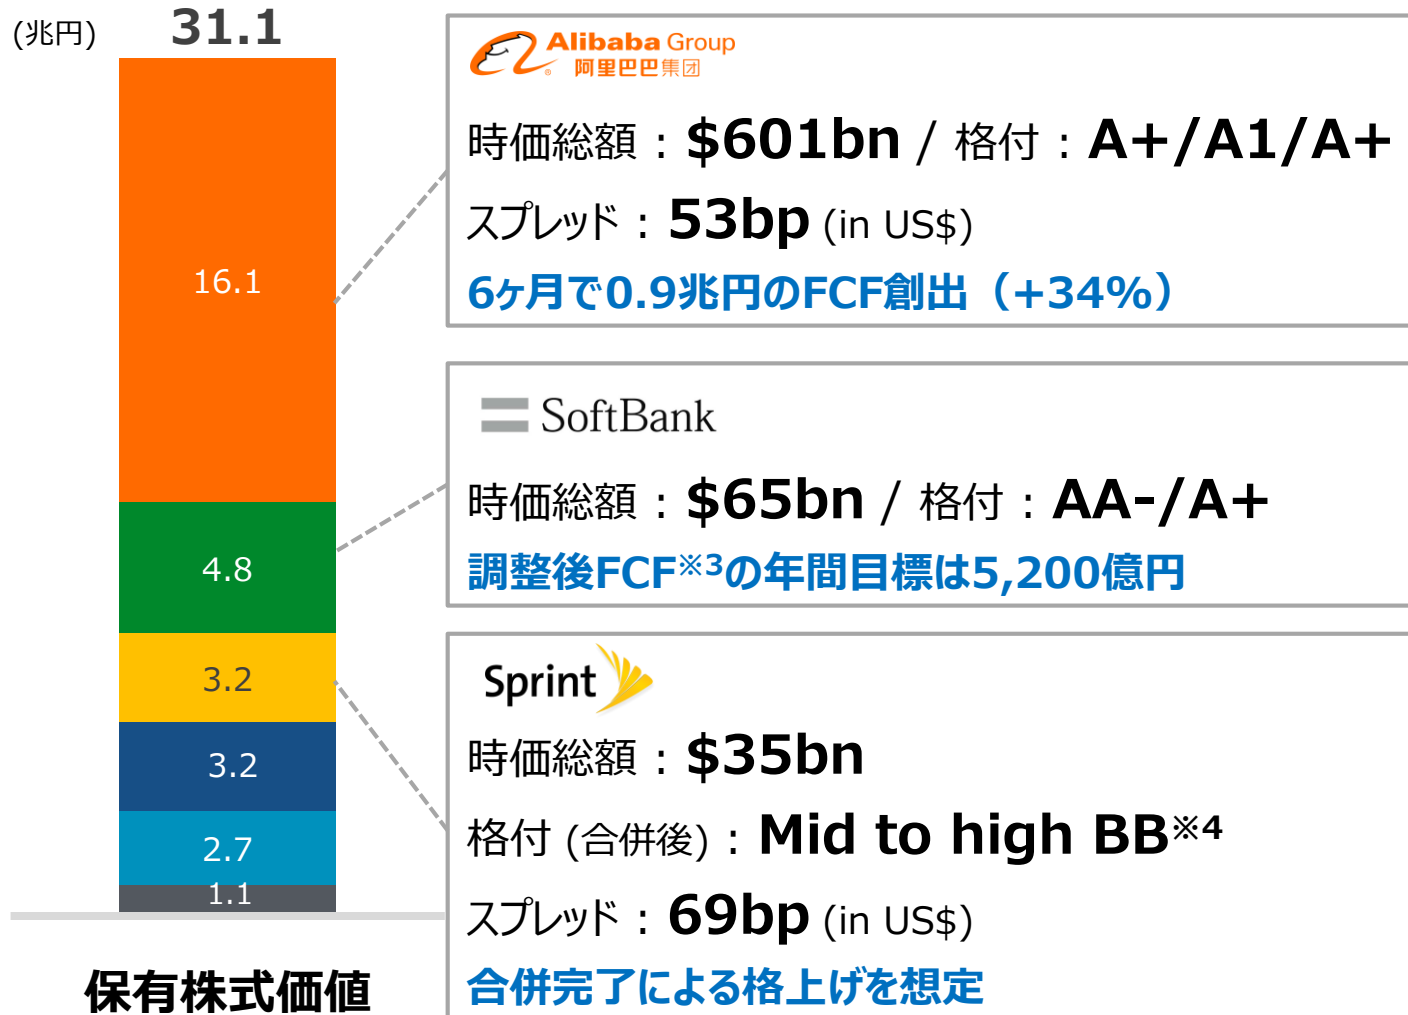 (兆円)
31.1
16.1
4.8
3.2
3.2
2.7
1.1
保有株式価値
Alibaba Group
阿里巴巴集团
時価総額：$601bn / 格付：A+/A1/A+
スプレッド：53bp (in US$)
6ヶ月で0.9兆円のFCF創出（+34%）
SoftBank
時価総額：$65bn / 格付：AA-/A+
調整後FCF※3の年間目標は5,200億円
Sprint
時価総額：$35bn
格付 (合併後)：Mid to high BB※4
スプレッド：69bp (in US$)
合併完了による格上げを想定